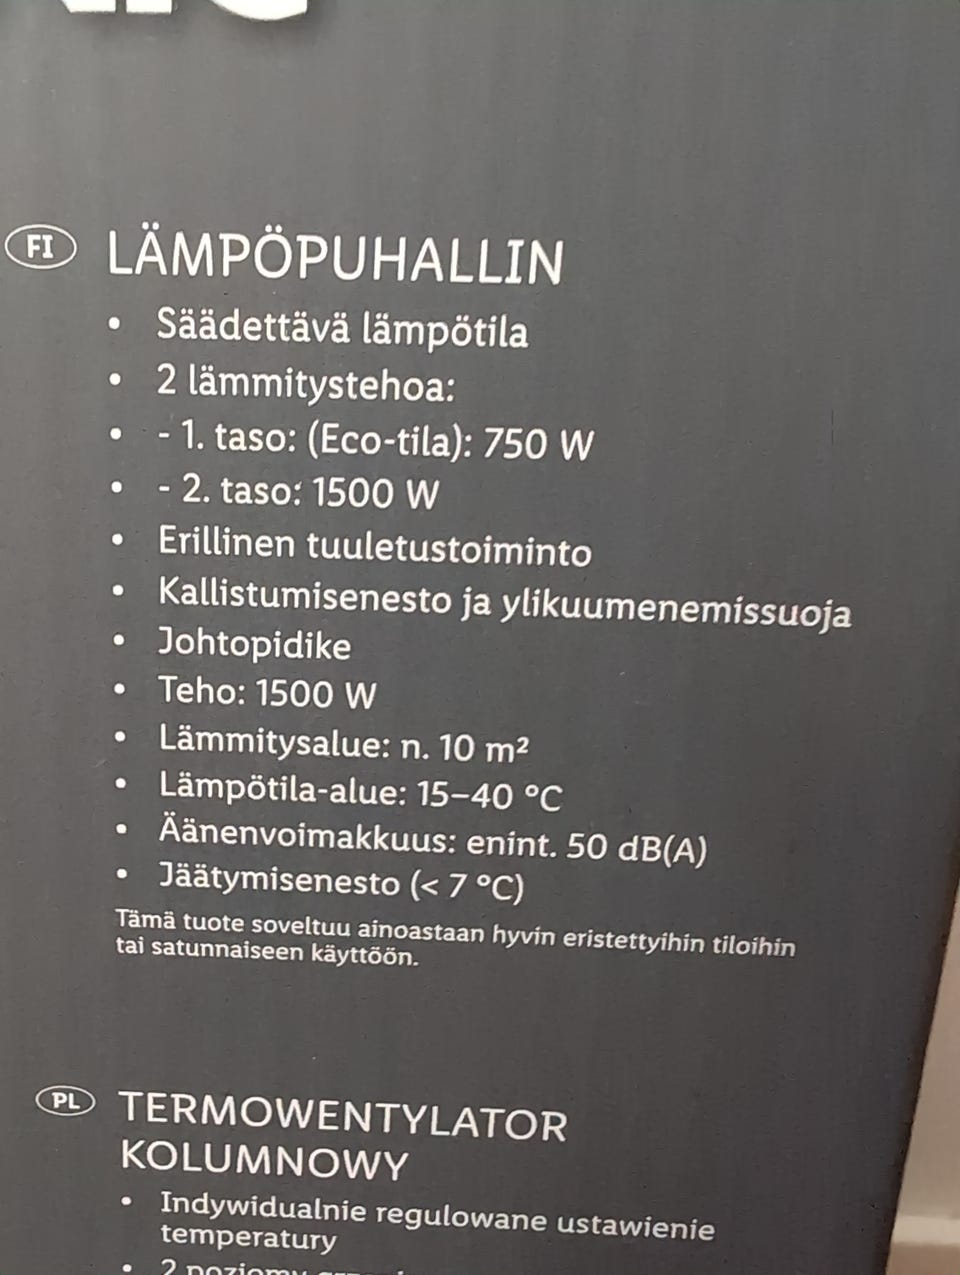 FI LÄMPÖPUHALLIN
• Säädettävä lämpötila
• 2 lämmitystehoa:
• - 1. taso: (Eco-tila): 750 W
• - 2. taso: 1500 W
• Erillinen tuuletustoiminto
• Kallistumisenesto ja ylikuumenemissuoja
• Johtopidike
• Teho: 1500 W
• Lämmitysalue: n. 10 m²
• Lämpötila-alue: 15–40 °C
• Äänenvoimakkuus: enint. 50 dB(A)
• Jäätymisenesto (< 7 °C)
Tämä tuote soveltuu ainoastaan hyvin eristettyihin tiloihin
tai satunnaiseen käyttöön.
PL TERMOWENTYLATOR
KOLUMNOWY
• Indywidualnie regulowane ustawienie
temperatury
• 2 poziomy